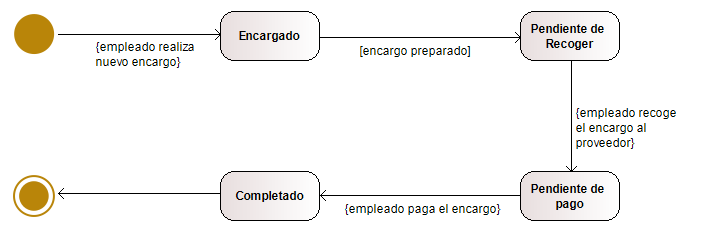 Encargado
Pendiente de
Recoger
{empleado realiza
nuevo encargo}
[encargo preparado]
{empleado recoge
el encargo al
proveedor}
Completado
Pendiente de
pago
{empleado paga el encargo}